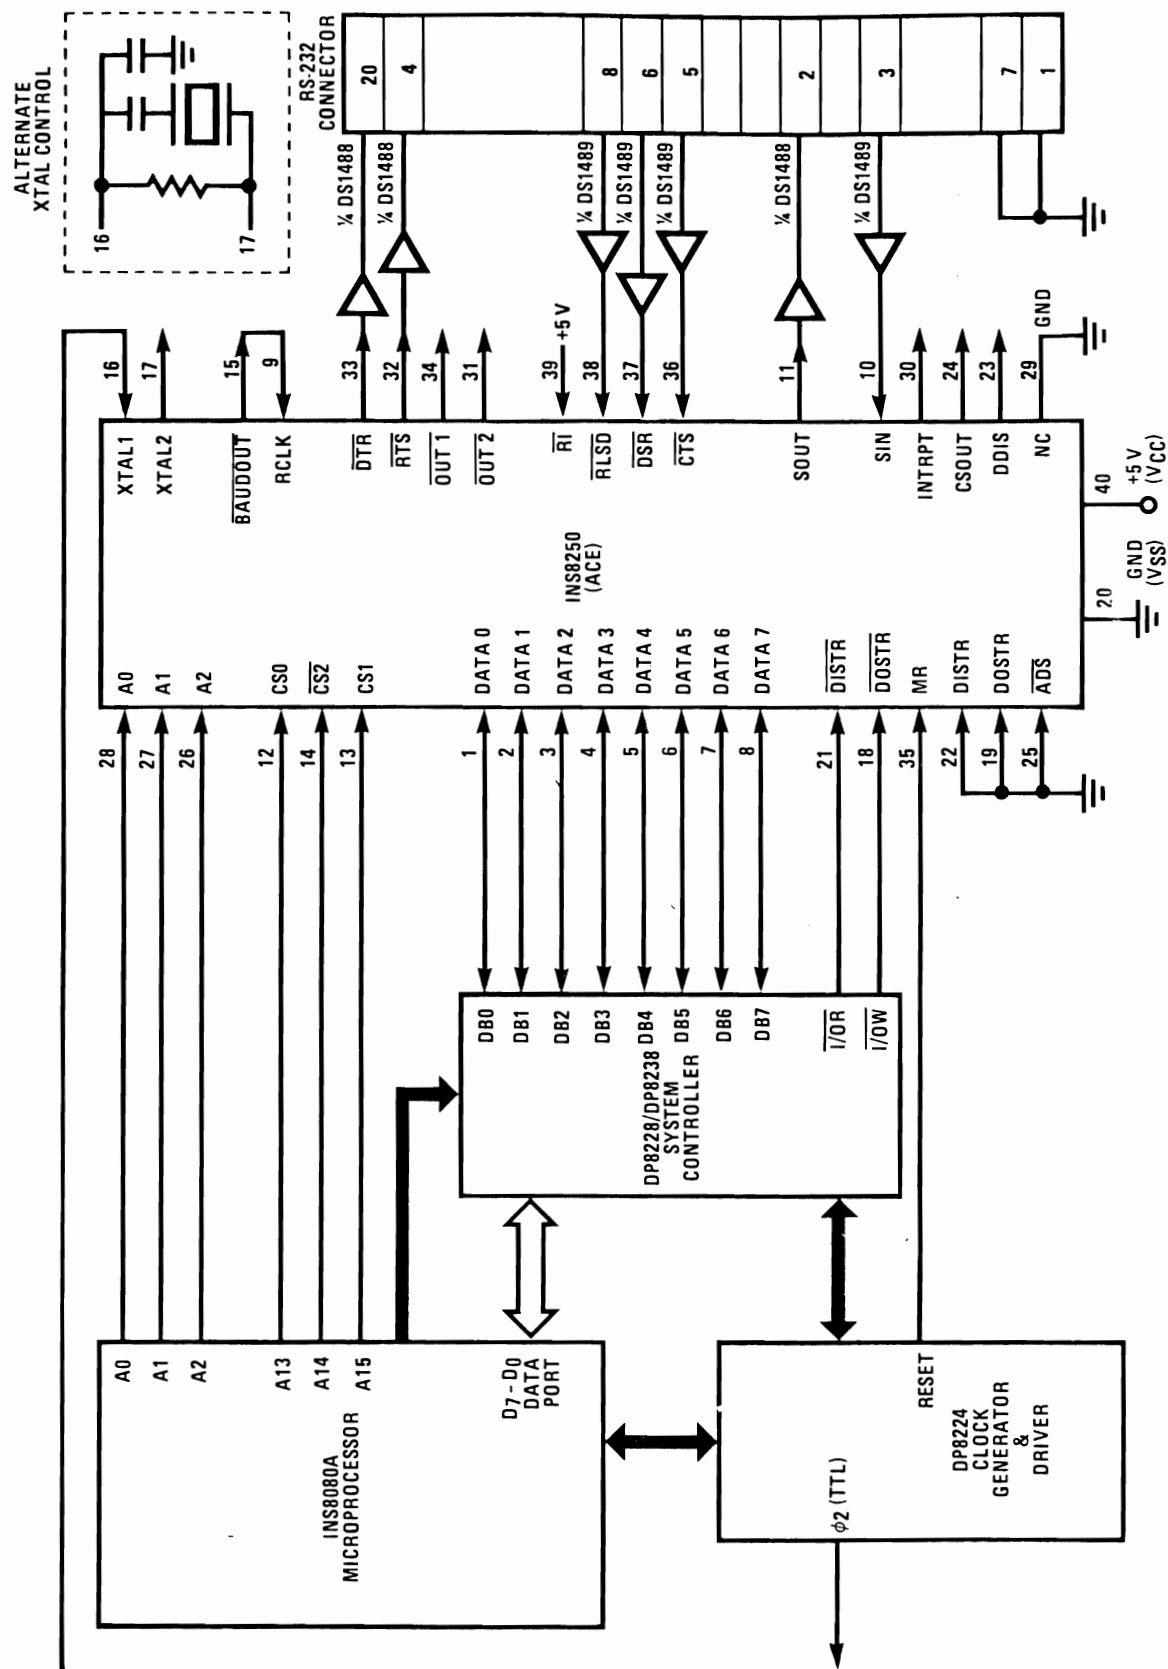 ALTERNATE
XTAL CONTROL
16
17
RS-232
CONNECTOR
20
4
8
6
5
2
3
7
1
¼ DS1488
¼ DS1488
¼ DS1489
¼ DS1489
¼ DS1489
¼ DS1488
¼ DS1489
16
17
15
9
33
32
34
31
39
+5 V
38
37
36
11
10
30
24
23
29
GND
XTAL1
XTAL2
BAUDOUT
RCLK
DTR
RTS
OUT 1
OUT 2
RI
RLSD
DSR
CTS
SOUT
SIN
INTRPT
CSOUT
DDIS
NC
INS8250
(ACE)
40
+5 V
(VCC)
20
GND
(VSS)
A0
A1
A2
CS0
CS2
CS1
DATA 0
DATA 1
DATA 2
DATA 3
DATA 4
DATA 5
DATA 6
DATA 7
DISTR
DOSTR
MR
DISTR
DOSTR
ADS
28
27
26
12
14
13
1
2
3
4
5
6
7
8
21
18
35
22
19
25
DB0
DB1
DB2
DB3
DB4
DB5
DB6
DB7
I/OR
I/OW
DP8228/DP8238
SYSTEM
CONTROLLER
A0
A1
A2
A13
A14
A15
D7 – D0
DATA
PORT
INS8080A
MICROPROCESSOR
RESET
DP8224
CLOCK
GENERATOR
&
DRIVER
φ2 (TTL)